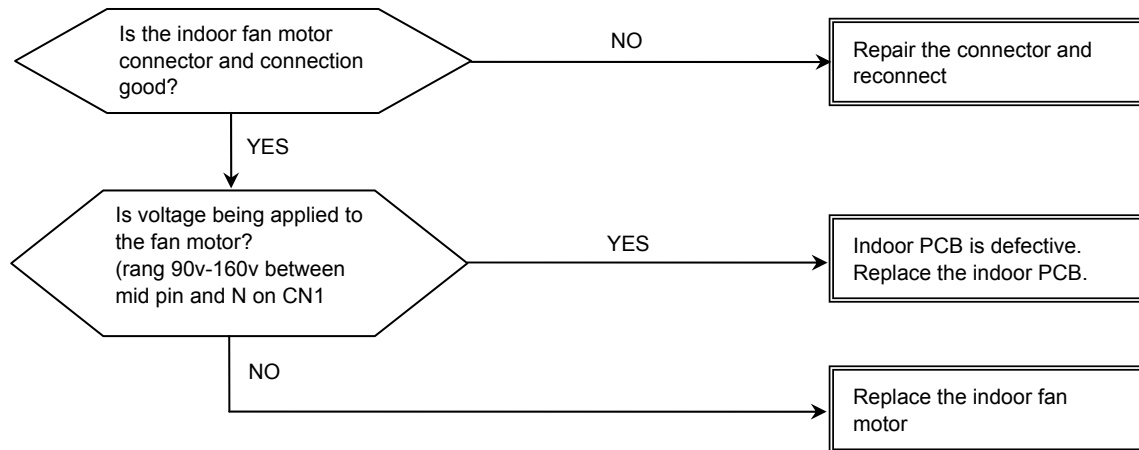 Is the indoor fan motor
connector and connection
good?
NO
Repair the connector and
reconnect
YES
Is voltage being applied to
the fan motor?
(rang 90v-160v between
mid pin and N on CN1
YES
Indoor PCB is defective.
Replace the indoor PCB.
NO
Replace the indoor fan
motor